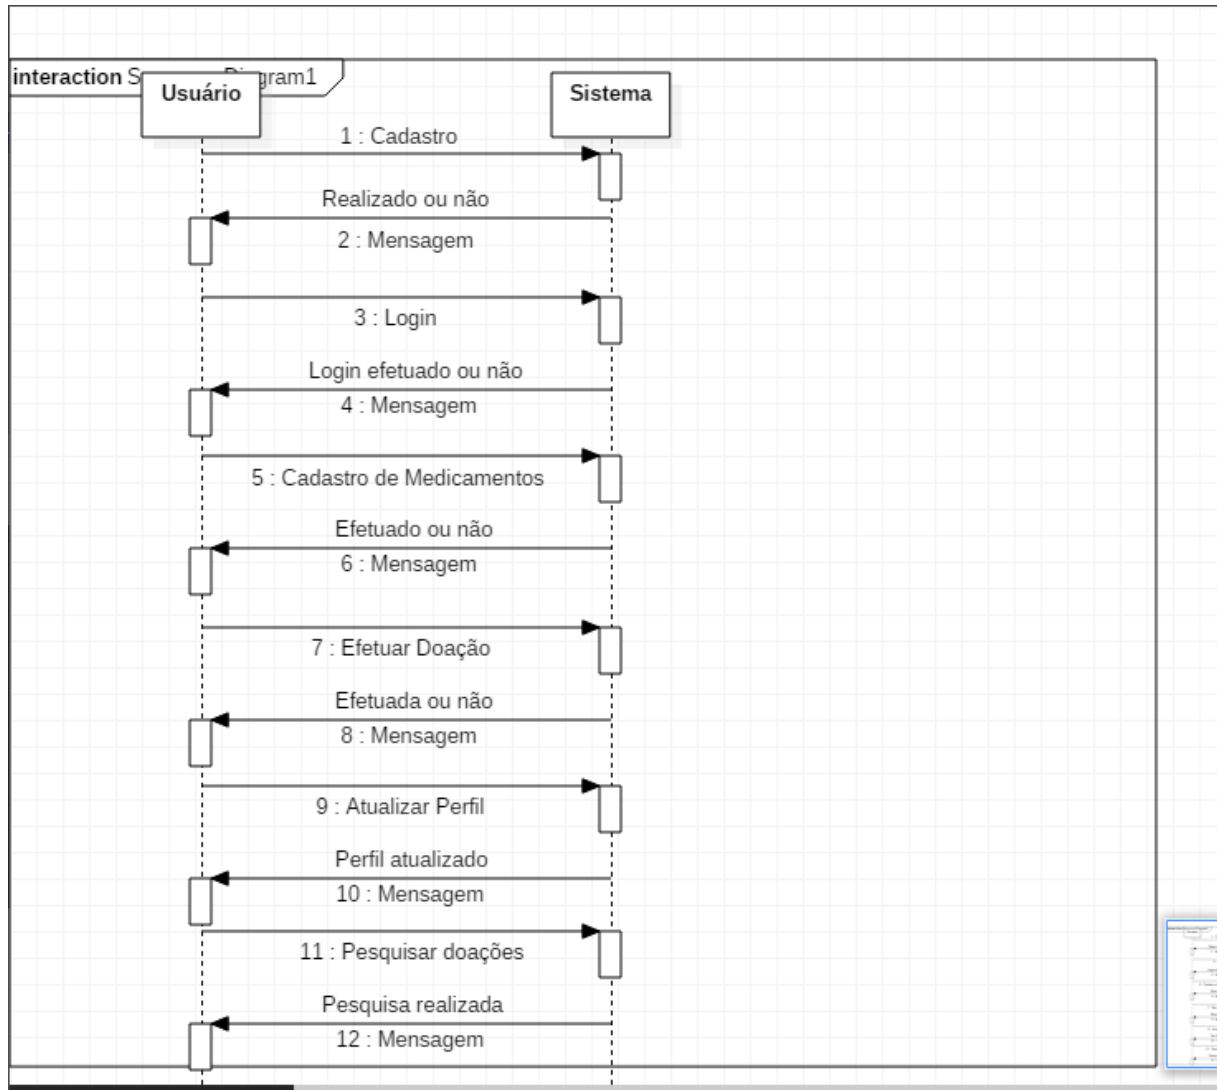 interaction S Diagram1
Usuário
Sistema
1 : Cadastro
Realizado ou não
2 : Mensagem
3 : Login
Login efetuado ou não
4 : Mensagem
5 : Cadastro de Medicamentos
Efetuado ou não
6 : Mensagem
7 : Efetuar Doação
Efetuada ou não
8 : Mensagem
9 : Atualizar Perfil
Perfil atualizado
10 : Mensagem
11 : Pesquisar doações
Pesquisa realizada
12 : Mensagem